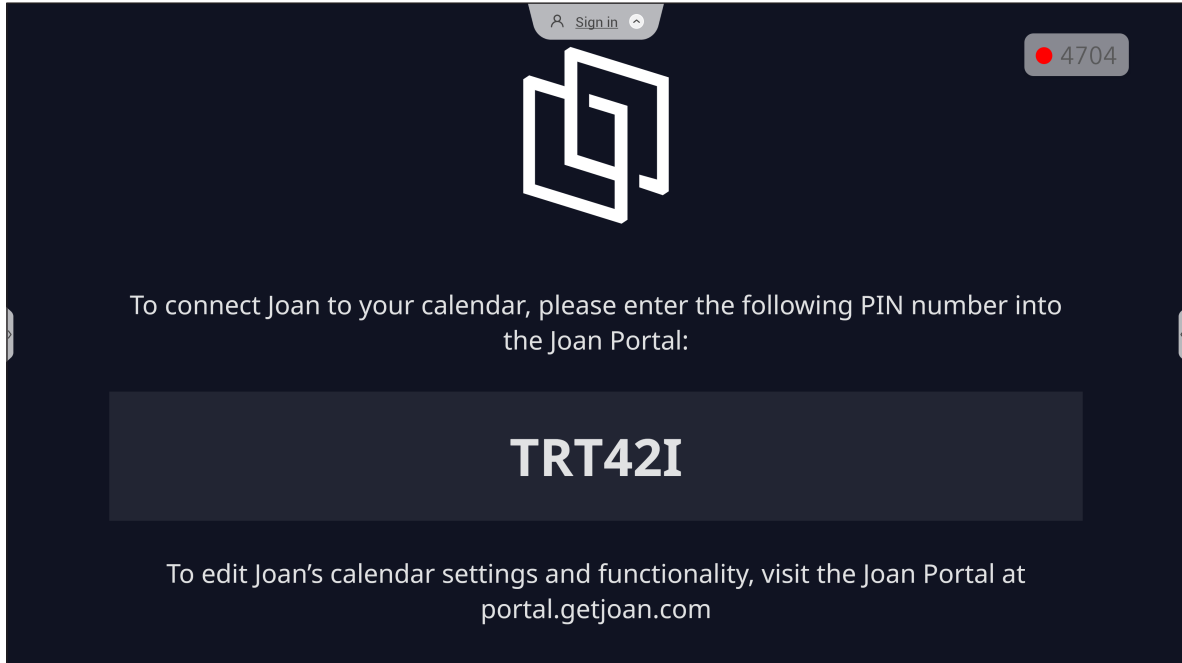 Sign in
4704
To connect Joan to your calendar, please enter the following PIN number into
the Joan Portal:
TRT42I
To edit Joan’s calendar settings and functionality, visit the Joan Portal at
portal.getjoan.com